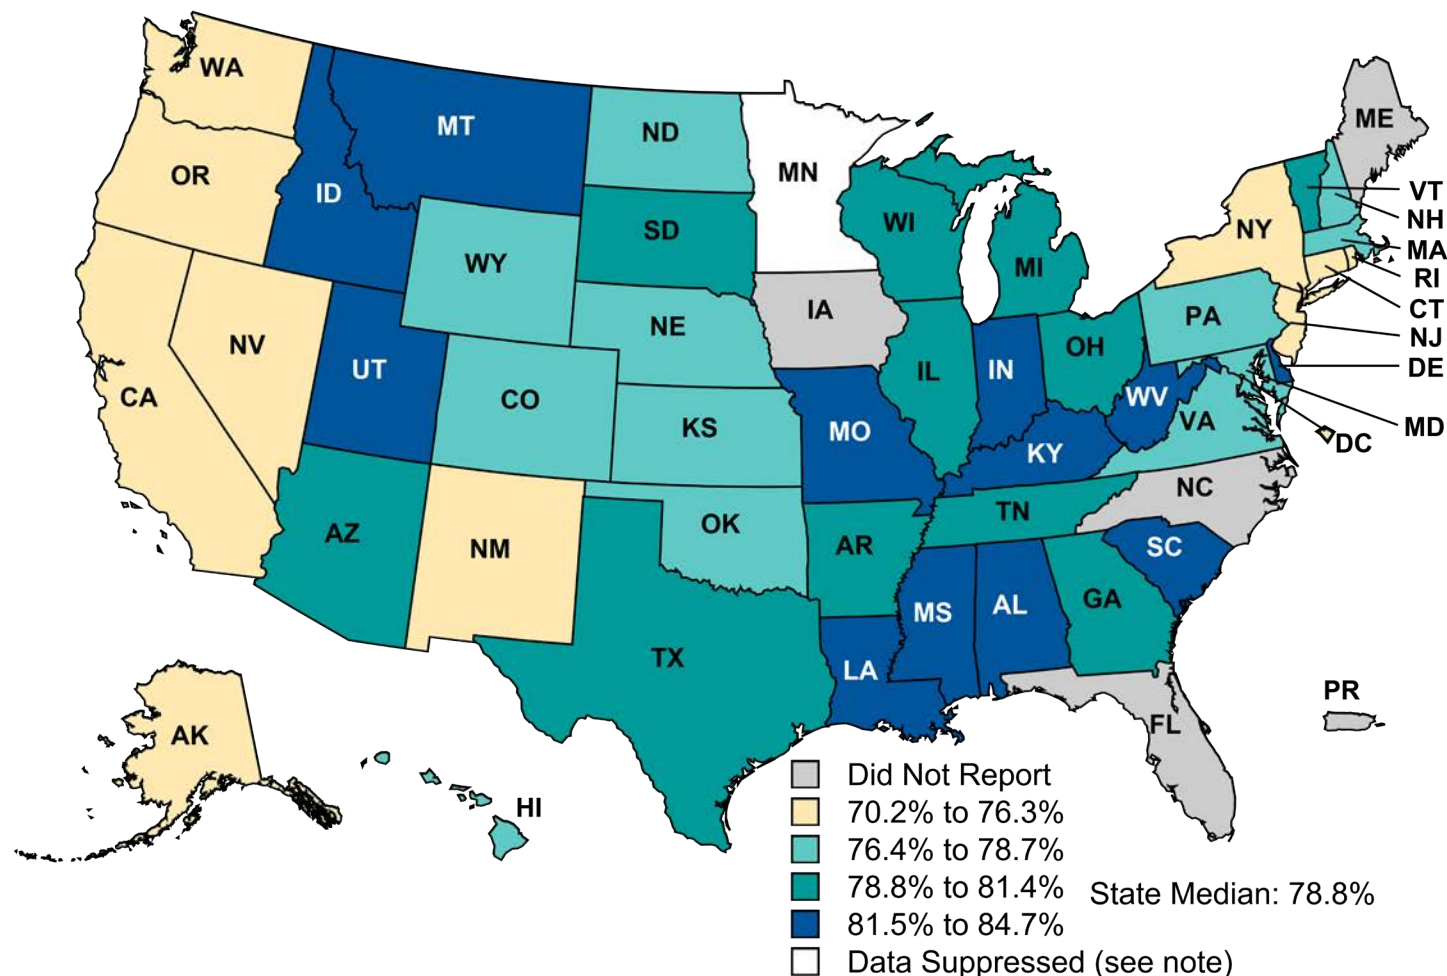 WA
MT
ND
MN
ME
OR
ID
SD
WI
VT
NH
WY
MI
NY
MA
RI
IA
NE
PA
CT
NV
UT
IL
IN
OH
NJ
DE
CA
CO
KS
MO
WV
VA
MD
KY
DC
NC
AZ
NM
OK
AR
TN
SC
TX
MS
AL
GA
LA
PR
FL
AK
HI
Did Not Report
70.2% to 76.3%
76.4% to 78.7%
78.8% to 81.4%
State Median: 78.8%
81.5% to 84.7%
Data Suppressed (see note)